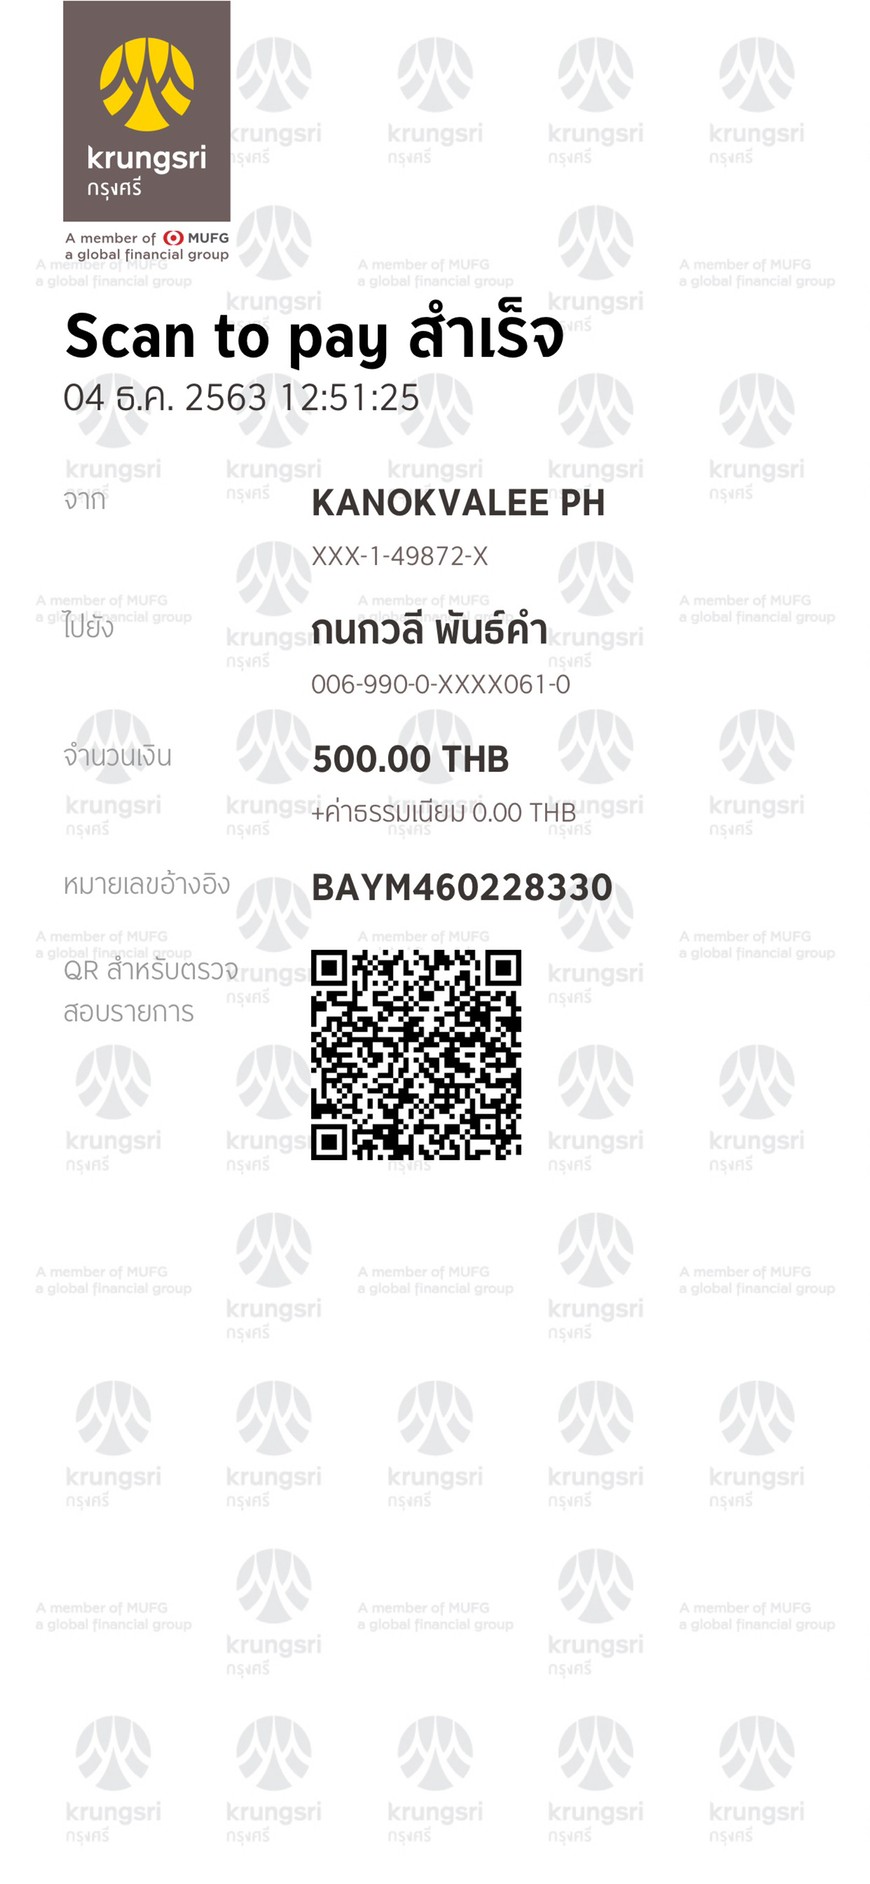 krungsri
กรุงศรี
A member of MUFG
a global financial group
Scan to pay สำเร็จ
04 ธ.ค. 2563 12:51:25
จาก
KANOKVALEE PH
XXX-1-49872-X
ไปยัง
กนกวลี พันธ์คำ
006-990-0-XXXX061-0
จำนวนเงิน
500.00 THB
+ค่าธรรมเนียม 0.00 THB
หมายเลขอ้างอิง
BAYM460228330
QR สำหรับตรวจ
สอบรายการ